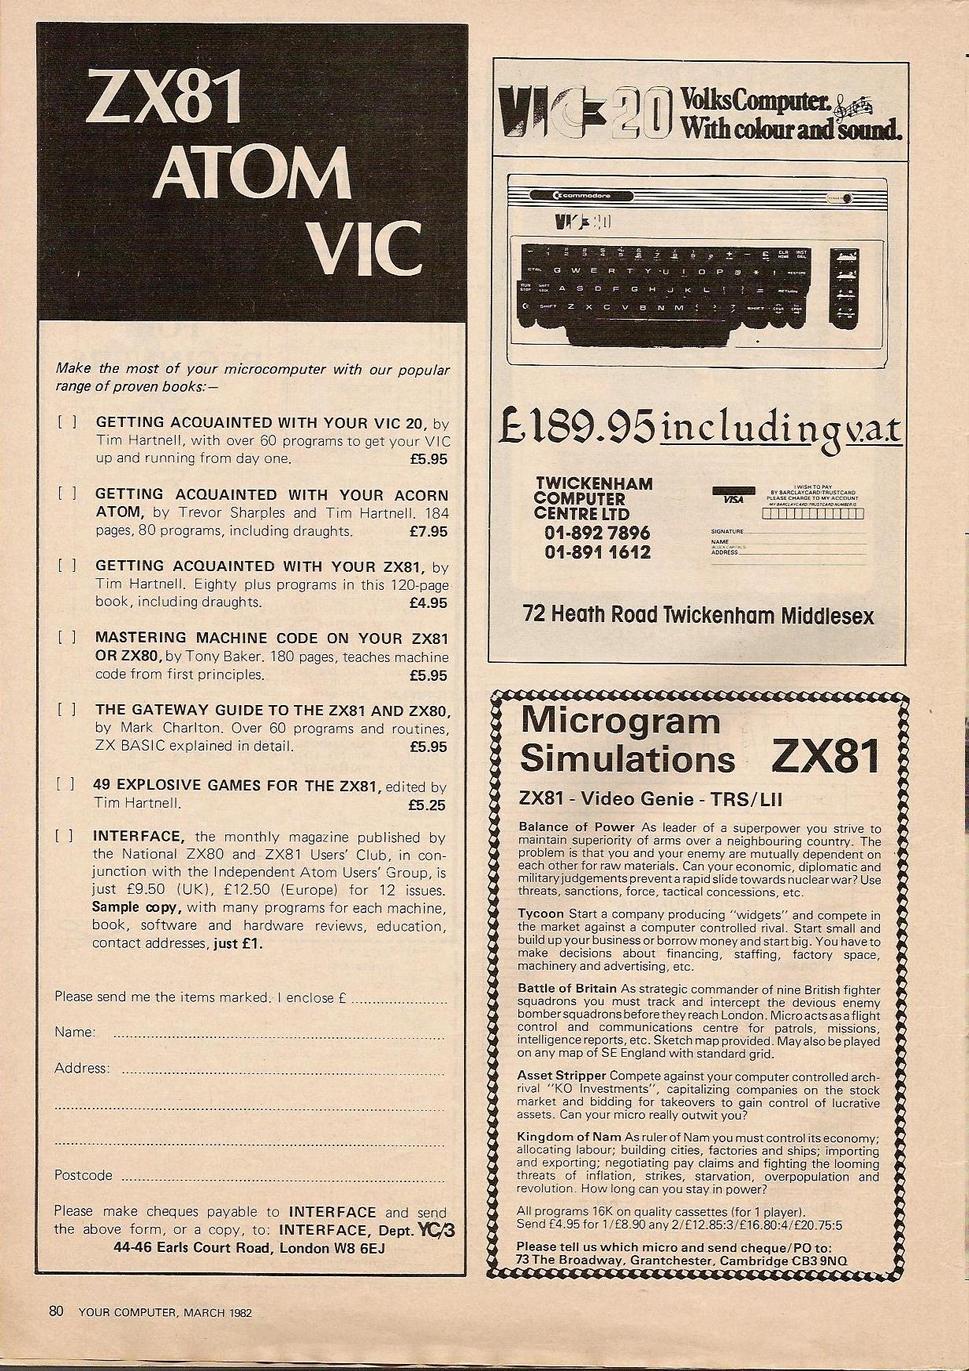 ZX81
ATOM
VIC
Make the most of your microcomputer with our popular
range of proven books:—
[ ] GETTING ACQUAINTED WITH YOUR VIC 20, by
Tim Hartnell, with over 60 programs to get your VIC
up and running from day one. £5.95
[ ] GETTING ACQUAINTED WITH YOUR ACORN
ATOM, by Trevor Sharples and Tim Hartnell. 184
pages, 80 programs, including draughts. £7.95
[ ] GETTING ACQUAINTED WITH YOUR ZX81, by
Tim Hartnell. Eighty plus programs in this 120-page
book, including draughts. £4.95
[ ] MASTERING MACHINE CODE ON YOUR ZX81
OR ZX80, by Tony Baker. 180 pages, teaches machine
code from first principles. £5.95
[ ] THE GATEWAY GUIDE TO THE ZX81 AND ZX80,
by Mark Charlton. Over 60 programs and routines,
ZX BASIC explained in detail. £5.95
[ ] 49 EXPLOSIVE GAMES FOR THE ZX81, edited by
Tim Hartnell. £5.25
[ ] INTERFACE, the monthly magazine published by
the National ZX80 and ZX81 Users' Club, in con-
junction with the Independent Atom Users' Group, is
just £9.50 (UK), £12.50 (Europe) for 12 issues.
Sample copy, with many programs for each machine,
book, software and hardware reviews, education,
contact addresses, just £1.
Please send me the items marked. I enclose £ ........................
Name:
Address:
Postcode
Please make cheques payable to INTERFACE and send
the above form, or a copy, to: INTERFACE, Dept. YC/3
44-46 Earls Court Road, London W8 6EJ
VIC-20 VolksComputer.
With colour and sound.
commodore
VIC 20
CTRL Q W E R T Y U I O P @ * RESTORE
A S D F G H J K L RETURN
SHIFT Z X C V B N M SHIFT
£189.95 including v.a.t
TWICKENHAM
COMPUTER
CENTRE LTD
01-892 7896
01-891 1612
VISA
I WISH TO PAY
BY BARCLAYCARD/TRUSTCARD
PLEASE CHARGE TO MY ACCOUNT
MY BARCLAYCARD/TRUSTCARD NUMBER IS
SIGNATURE
NAME
BLOCK CAPITALS
ADDRESS
72 Heath Road Twickenham Middlesex
Microgram
Simulations ZX81
ZX81 - Video Genie - TRS/LII
Balance of Power As leader of a superpower you strive to
maintain superiority of arms over a neighbouring country. The
problem is that you and your enemy are mutually dependent on
each other for raw materials. Can your economic, diplomatic and
military judgements prevent a rapid slide towards nuclear war? Use
threats, sanctions, force, tactical concessions, etc.
Tycoon Start a company producing "widgets" and compete in
the market against a computer controlled rival. Start small and
build up your business or borrow money and start big. You have to
make decisions about financing, staffing, factory space,
machinery and advertising, etc.
Battle of Britain As strategic commander of nine British fighter
squadrons you must track and intercept the devious enemy
bomber squadrons before they reach London. Micro acts as a flight
control and communications centre for patrols, missions,
intelligence reports, etc. Sketch map provided. May also be played
on any map of SE England with standard grid.
Asset Stripper Compete against your computer controlled arch-
rival "KO Investments", capitalizing companies on the stock
market and bidding for takeovers to gain control of lucrative
assets. Can your micro really outwit you?
Kingdom of Nam As ruler of Nam you must control its economy;
allocating labour; building cities, factories and ships; importing
and exporting; negotiating pay claims and fighting the looming
threats of inflation, strikes, starvation, overpopulation and
revolution. How long can you stay in power?
All programs 16K on quality cassettes (for 1 player).
Send £4.95 for 1/£8.90 any 2/£12.85:3/£16.80:4/£20.75:5
Please tell us which micro and send cheque/PO to:
73 The Broadway, Grantchester, Cambridge CB3 9NQ
80 YOUR COMPUTER, MARCH 1982